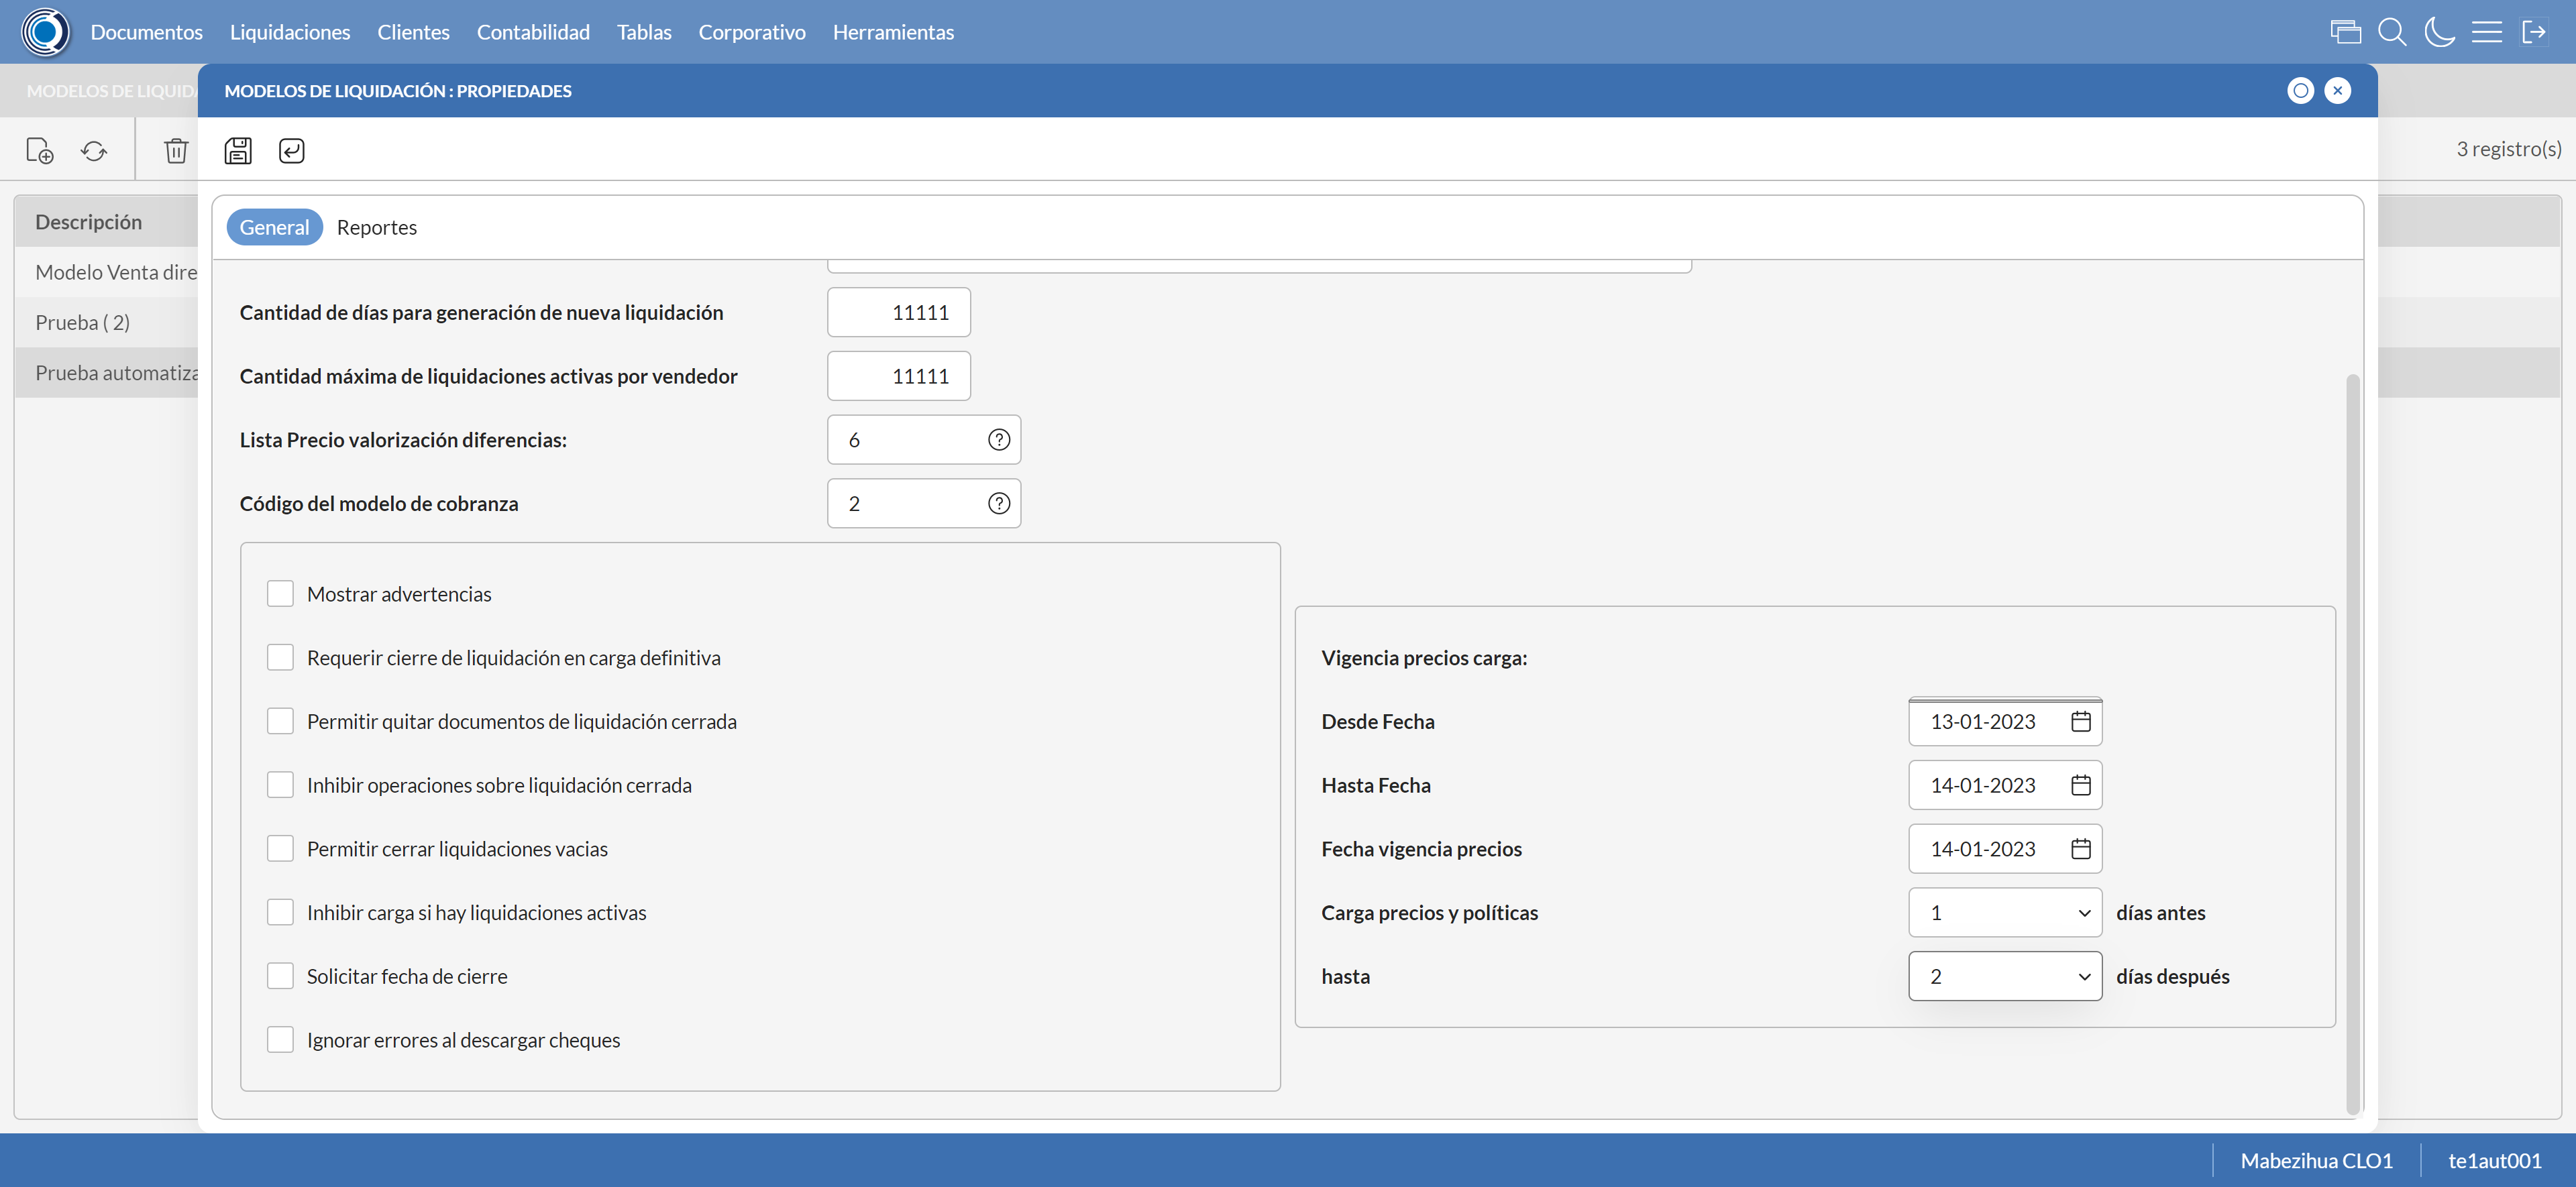 Documentos Liquidaciones Clientes Contabilidad Tablas Corporativo Herramientas
MODELOS DE LIQUIDA
MODELOS DE LIQUIDACIÓN : PROPIEDADES
3 registro(s)
Descripción
Modelo Venta dire
Prueba ( 2)
Prueba automatiza
General Reportes
Cantidad de días para generación de nueva liquidación 11111
Cantidad máxima de liquidaciones activas por vendedor 11111
Lista Precio valorización diferencias: 6
Código del modelo de cobranza 2
Mostrar advertencias
Requerir cierre de liquidación en carga definitiva
Permitir quitar documentos de liquidación cerrada
Inhibir operaciones sobre liquidación cerrada
Permitir cerrar liquidaciones vacias
Inhibir carga si hay liquidaciones activas
Solicitar fecha de cierre
Ignorar errores al descargar cheques
Vigencia precios carga:
Desde Fecha 13-01-2023
Hasta Fecha 14-01-2023
Fecha vigencia precios 14-01-2023
Carga precios y políticas 1 días antes
hasta 2 días después
Mabezihua CLO1 te1aut001